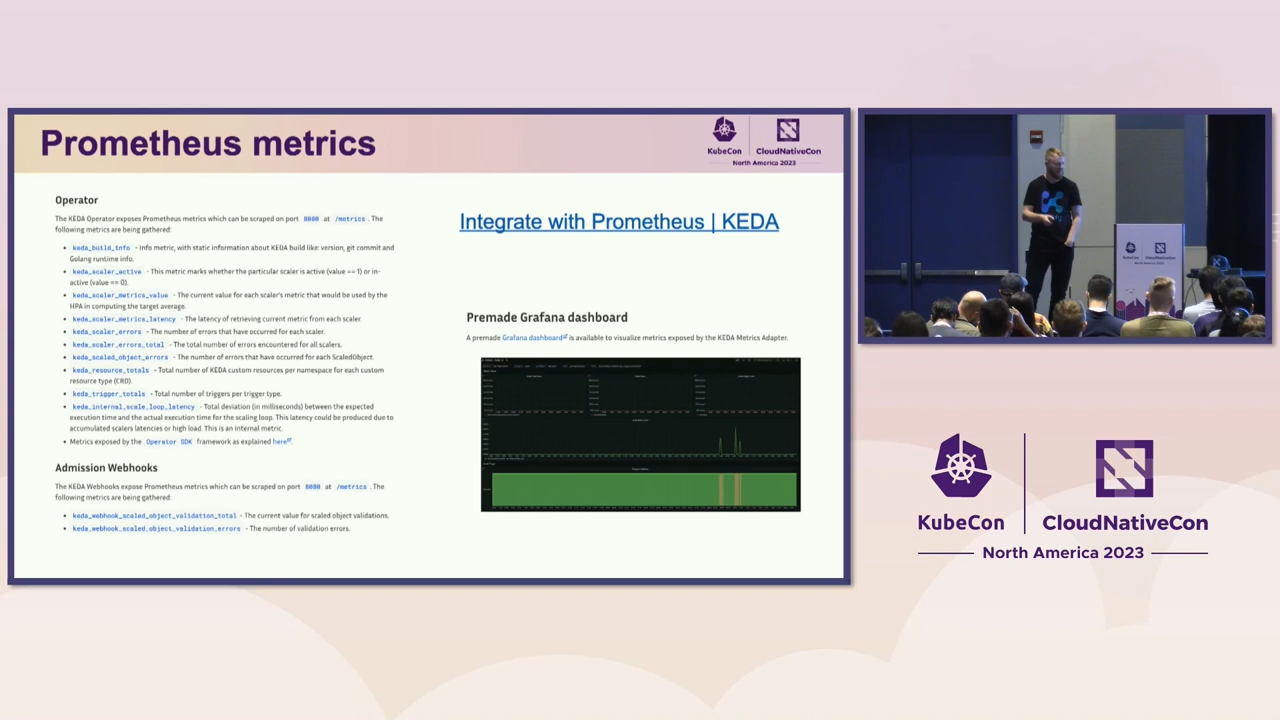 Prometheus metrics
KubeCon
CloudNativeCon
North America 2023
Operator
The KEDA Operator exposes Prometheus metrics which can be scraped on port 8080 at /metrics . The
following metrics are being gathered:
• keda_build_info - Info metric, with static information about KEDA build like: version, git commit and
Golang runtime info.
• keda_scaler_active - This metric marks whether the particular scaler is active (value == 1) or in-
active (value == 0).
• keda_scaler_metrics_value - The current value for each scaler's metric that would be used by the
HPA in computing the target average.
• keda_scaler_metrics_latency - The latency of retrieving current metric from each scaler.
• keda_scaler_errors - The number of errors that have occurred for each scaler.
• keda_scaler_errors_total - The total number of errors encountered for all scalers.
• keda_scaled_object_errors - The number of errors that have occurred for each ScaledObject.
• keda_resource_totals - Total number of KEDA custom resources per namespace for each custom
resource type (CRD).
• keda_trigger_totals - Total number of triggers per trigger type.
• keda_internal_scale_loop_latency - Total deviation (in milliseconds) between the expected
execution time and the actual execution time for the scaling loop. This latency could be produced due to
accumulated scalers latencies or high load. This is an internal metric.
• Metrics exposed by the Operator SDK framework as explained here.
Admission Webhooks
The KEDA Webhooks expose Prometheus metrics which can be scraped on port 8080 at /metrics . The
following metrics are being gathered:
• keda_webhook_scaled_object_validation_total - The current value for scaled object validations.
• keda_webhook_scaled_object_validation_errors - The number of validation errors.
Integrate with Prometheus | KEDA
Premade Grafana dashboard
A premade Grafana dashboard is available to visualize metrics exposed by the KEDA Metrics Adapter.
KubeCon
CloudNativeCon
North America 2023